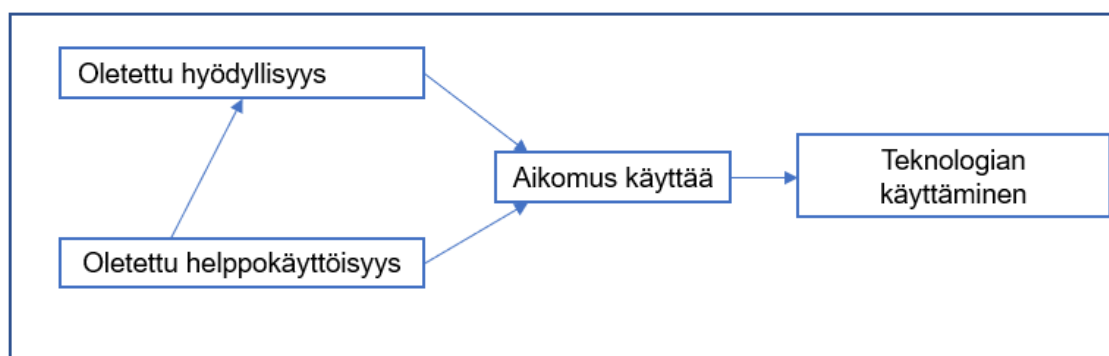 Oletettu hyödyllisyys
Oletettu helppokäyttöisyys
Aikomus käyttää
Teknologian
käyttäminen